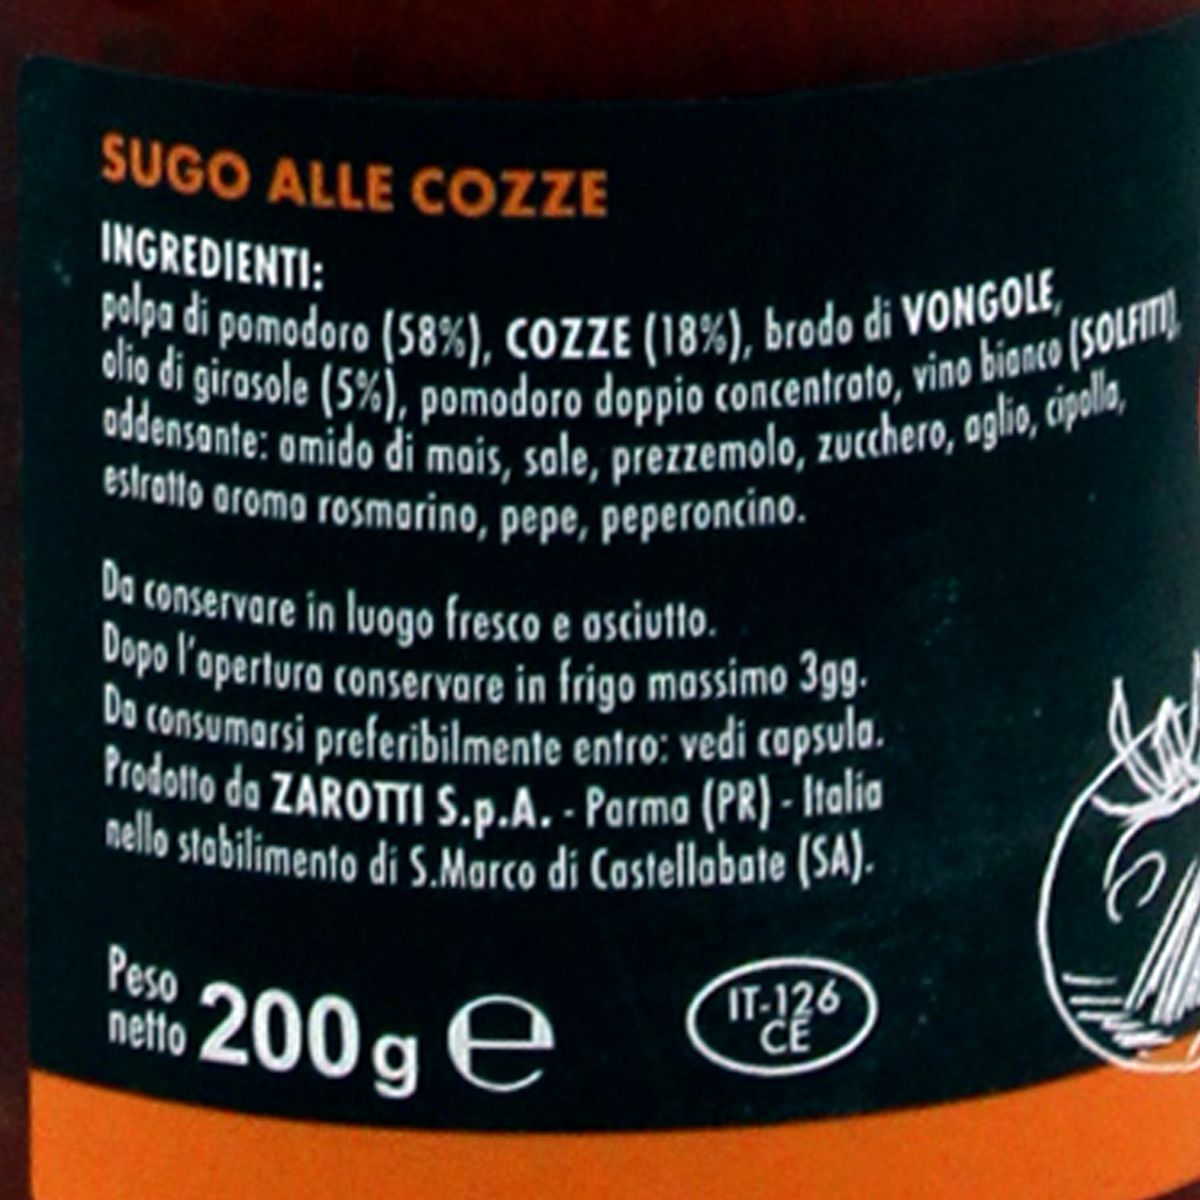 SUGO ALLE COZZE
INGREDIENTI:
polpa di pomodoro (58%), COZZE (18%), brodo di VONGOLE,
olio di girasole (5%), pomodoro doppio concentrato, vino bianco (SOLFITI),
addensante: amido di mais, sale, prezzemolo, zucchero, aglio, cipolla,
estratto aroma rosmarino, pepe, peperoncino.
Da conservare in luogo fresco e asciutto.
Dopo l'apertura conservare in frigo massimo 3gg.
Da consumarsi preferibilmente entro: vedi capsula.
Prodotto da ZAROTTI S.p.A. - Parma (PR) - Italia
nello stabilimento di S.Marco di Castellabate (SA).
Peso
netto 200 g e
IT-126
CE